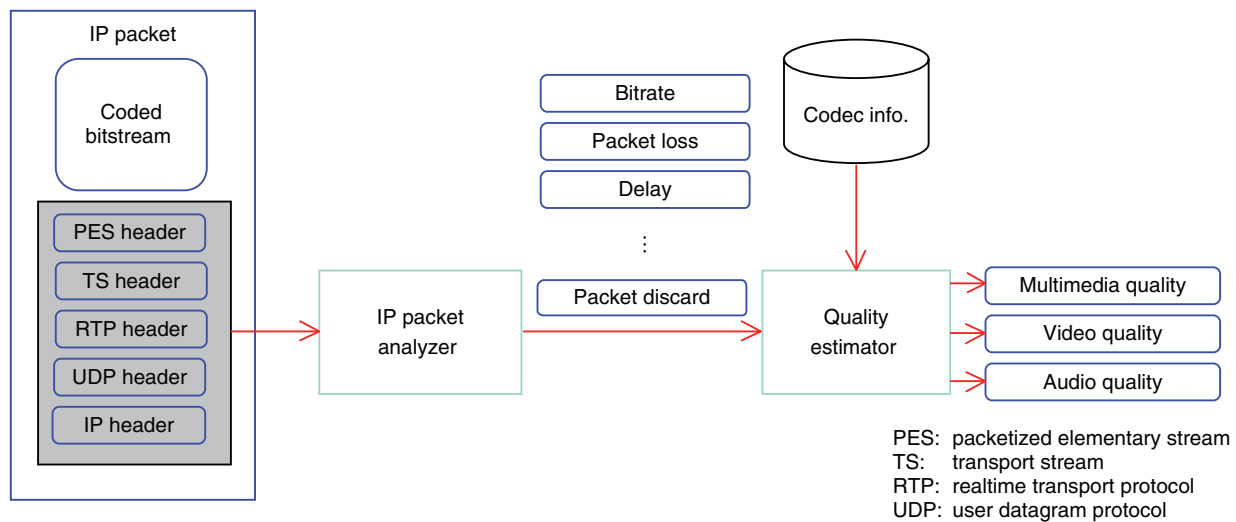 IP packet
Coded
bitstream
PES header
TS header
RTP header
UDP header
IP header
IP packet
analyzer
Bitrate
Packet loss
Delay
⋮
Packet discard
Codec info.
Quality
estimator
Multimedia quality
Video quality
Audio quality
PES: packetized elementary stream
TS: transport stream
RTP: realtime transport protocol
UDP: user datagram protocol